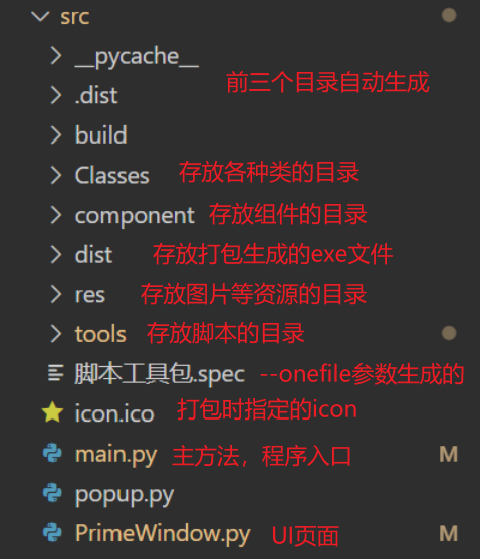 src
__pycache__
前三个目录自动生成
.dist
build
Classes 存放各种类的目录
component 存放组件的目录
dist 存放打包生成的exe文件
res 存放图片等资源的目录
tools 存放脚本的目录
脚本工具包.spec --onefile参数生成的
icon.ico 打包时指定的icon
main.py 主方法，程序入口 M
popup.py
PrimeWindow.py UI页面 M